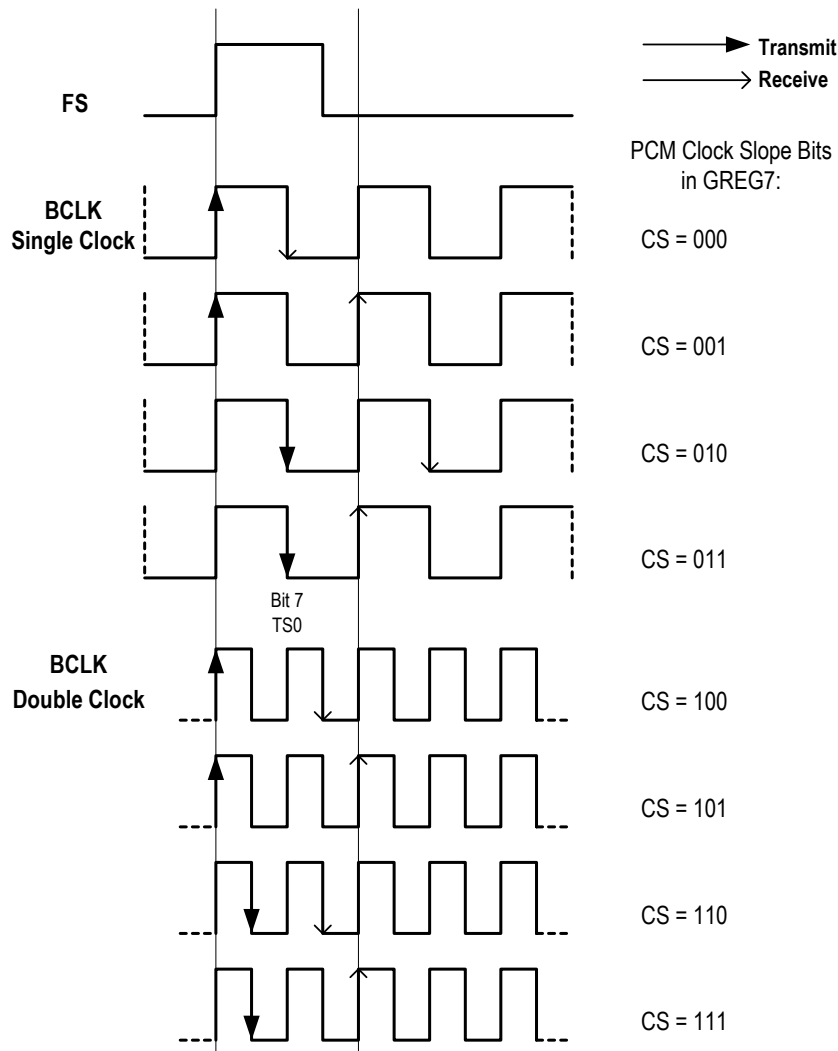 Transmit
Receive
FS
PCM Clock Slope Bits
in GREG7:
BCLK
Single Clock
CS = 000
CS = 001
CS = 010
CS = 011
Bit 7
TS0
BCLK
Double Clock
CS = 100
CS = 101
CS = 110
CS = 111